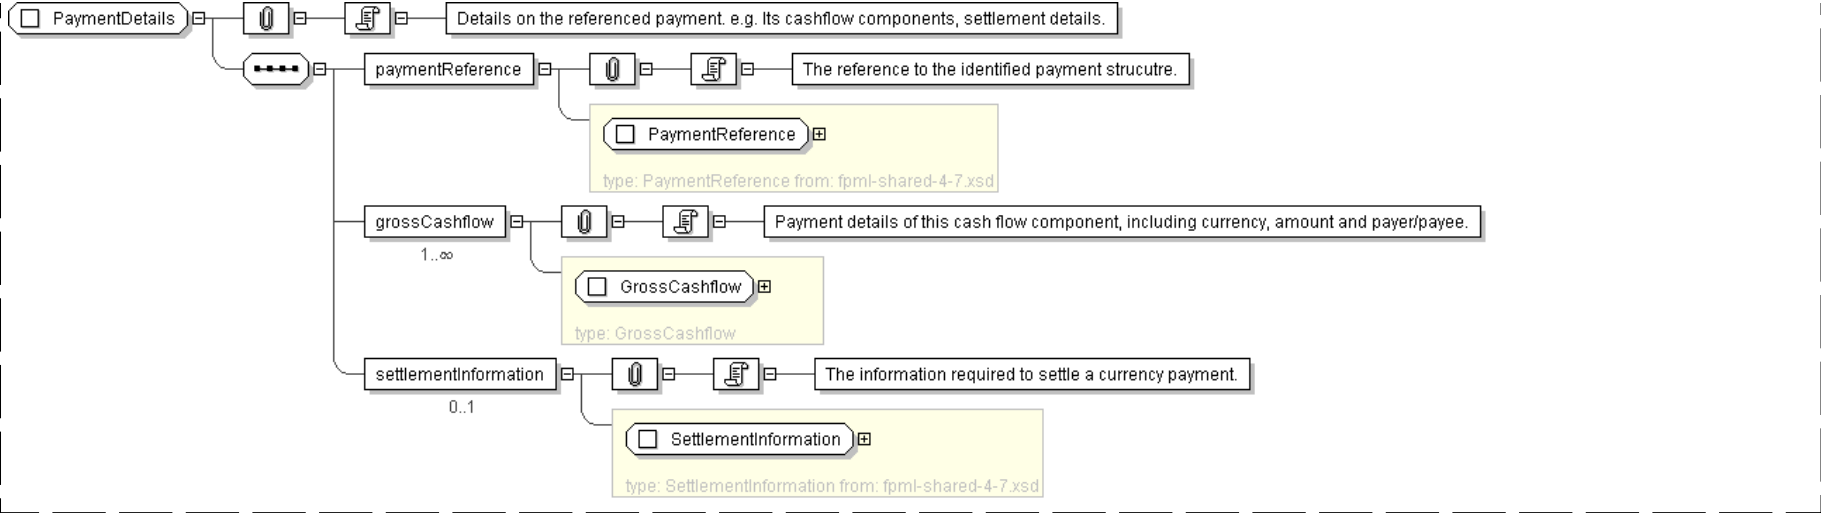 PaymentDetails
Details on the referenced payment. e.g. Its cashflow components, settlement details.
paymentReference
The reference to the identified payment strucutre.
PaymentReference
type: PaymentReference from: fpml-shared-4-7.xsd
grossCashflow
Payment details of this cash flow component, including currency, amount and payer/payee.
1..∞
GrossCashflow
type: GrossCashflow
settlementInformation
The information required to settle a currency payment.
0..1
SettlementInformation
type: SettlementInformation from: fpml-shared-4-7.xsd